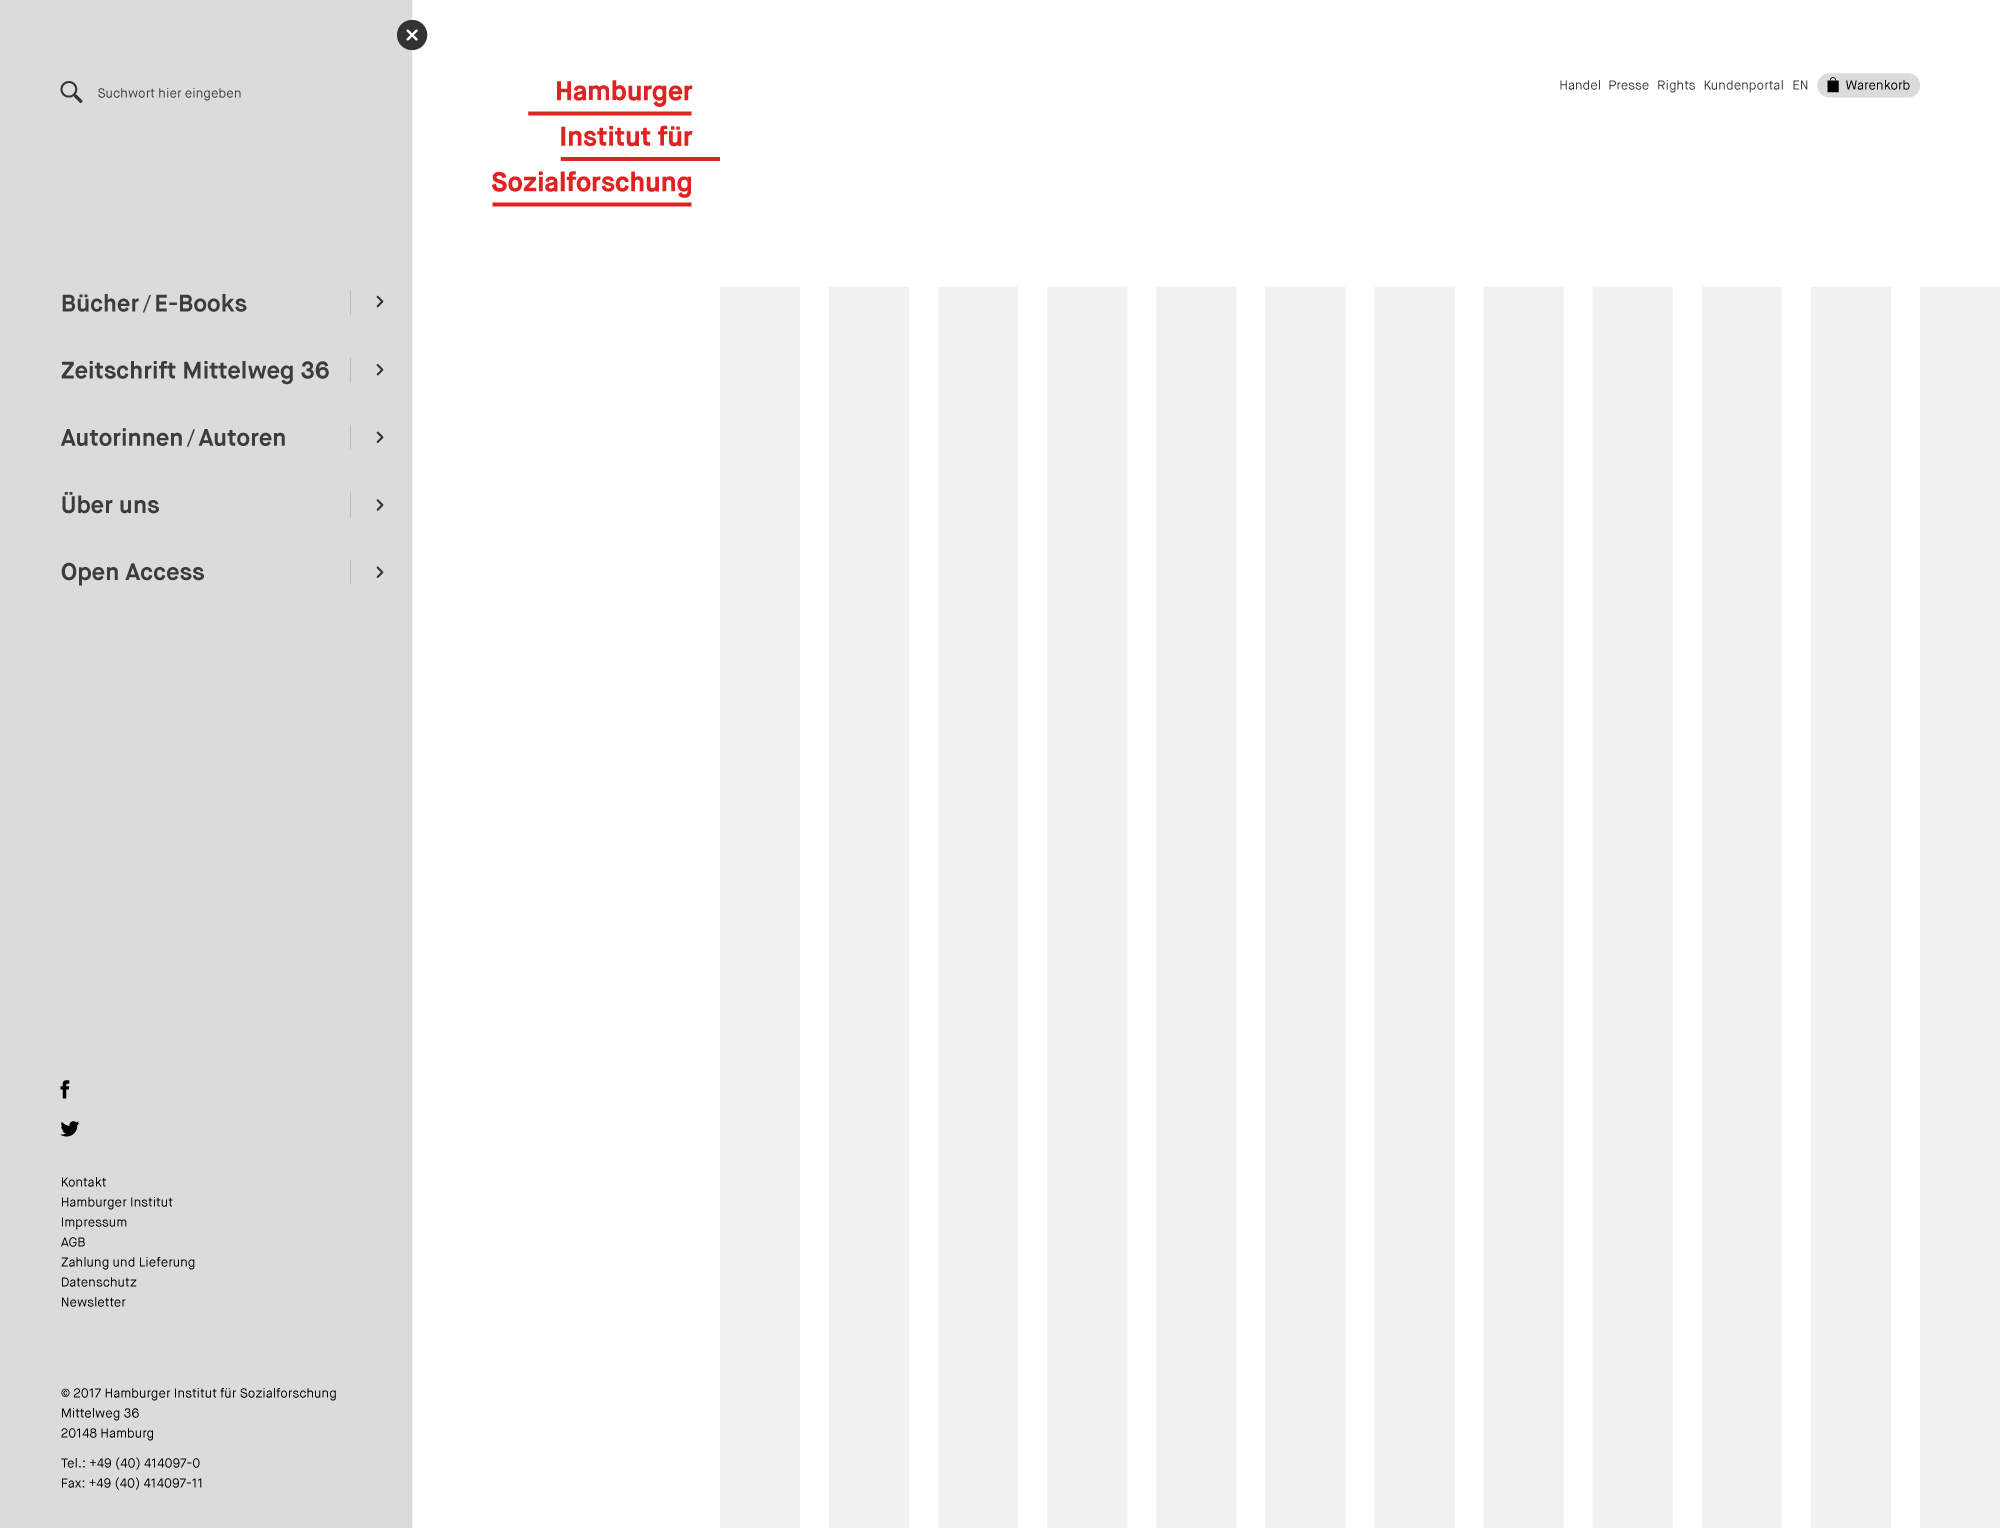 Suchwort hier eingeben
Bücher / E-Books
Zeitschrift Mittelweg 36
Autorinnen / Autoren
Über uns
Open Access
Kontakt
Hamburger Institut
Impressum
AGB
Zahlung und Lieferung
Datenschutz
Newsletter
© 2017 Hamburger Institut für Sozialforschung
Mittelweg 36
20148 Hamburg
Tel.: +49 (40) 414097-0
Fax: +49 (40) 414097-11
Hamburger
Institut für
Sozialforschung
Handel Presse Rights Kundenportal EN Warenkorb